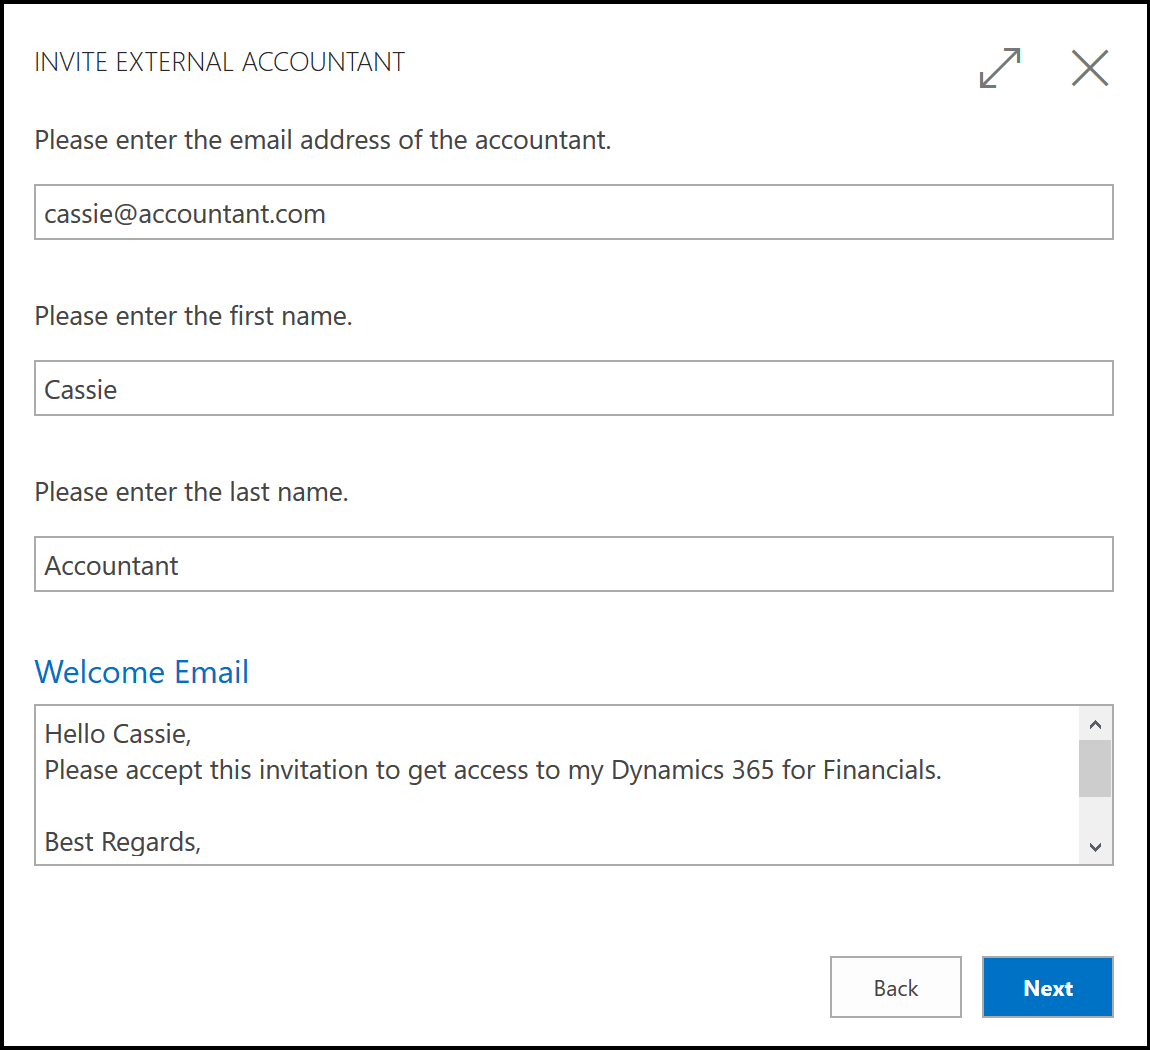 INVITE EXTERNAL ACCOUNTANT
Please enter the email address of the accountant.
cassie@accountant.com
Please enter the first name.
Cassie
Please enter the last name.
Accountant
Welcome Email
Hello Cassie,
Please accept this invitation to get access to my Dynamics 365 for Financials.
Best Regards,
Back
Next